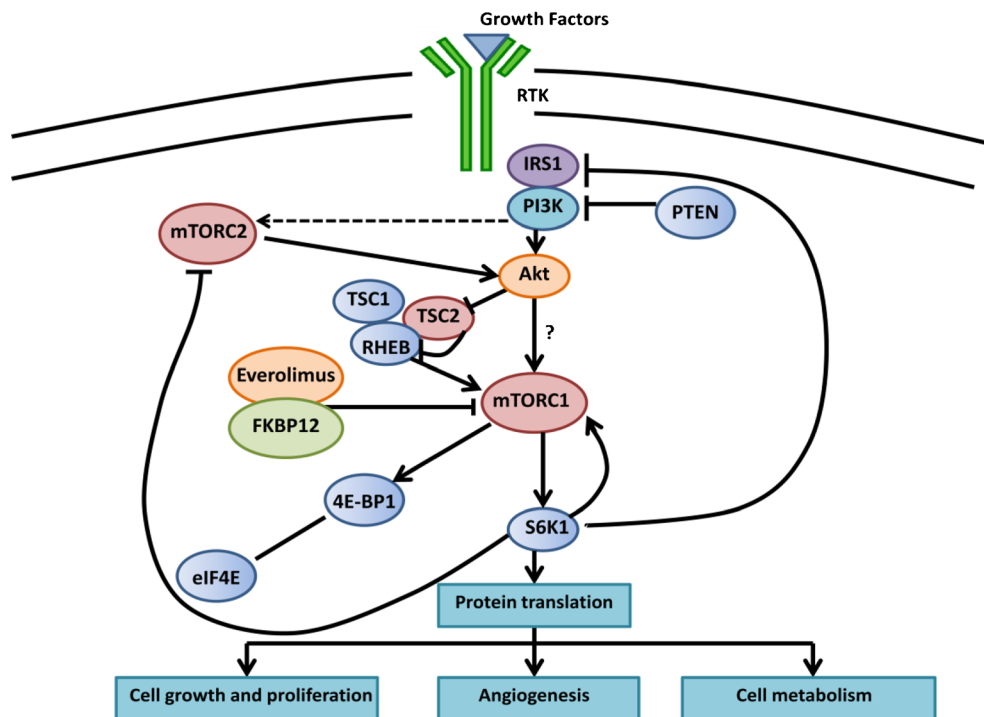 Growth Factors
RTK
IRS1
PI3K
PTEN
mTORC2
Akt
TSC1
TSC2
?
RHEB
Everolimus
mTORC1
FKBP12
4E-BP1
S6K1
eIF4E
Protein translation
Cell growth and proliferation
Angiogenesis
Cell metabolism